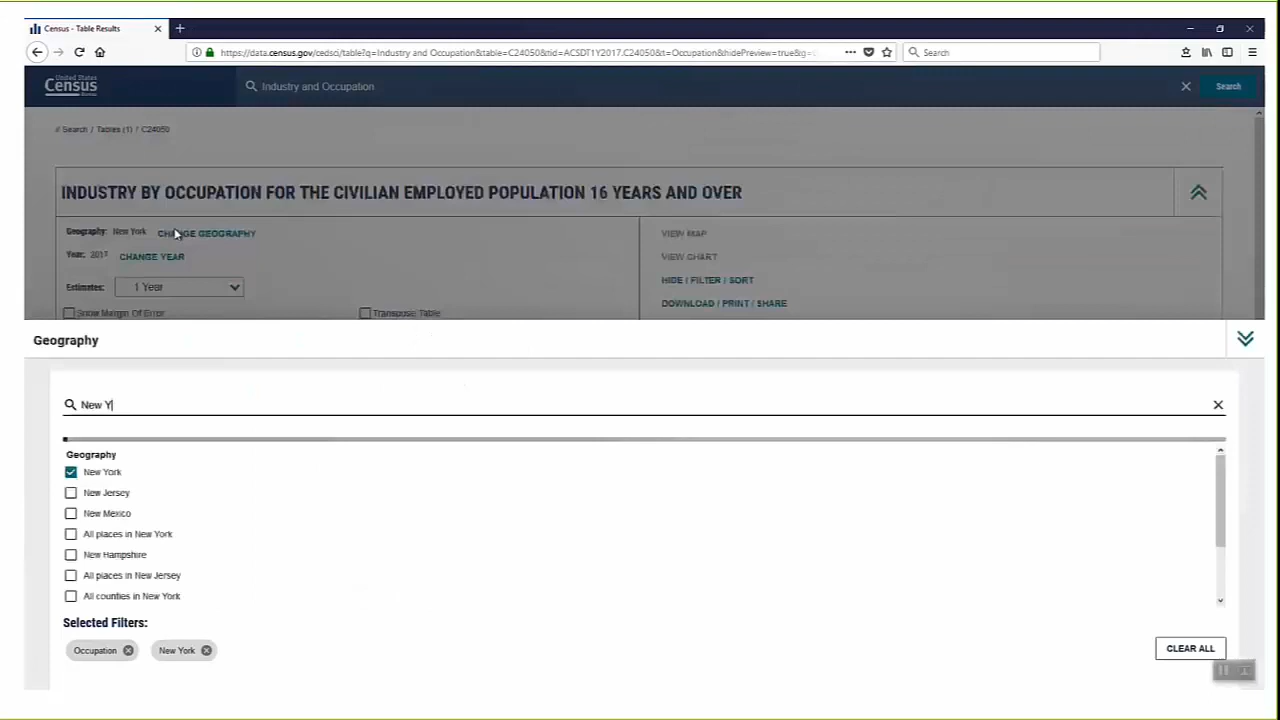 Census - Table Results
https://data.census.gov/cedsci/table?q=Industry and Occupation&table=C24050&tid=ACSDT1Y2017.C24050&t=Occupation&hidePreview=true&g=
Search
United States
Census
Industry and Occupation
Search
// Search / Tables (1) / C24050
INDUSTRY BY OCCUPATION FOR THE CIVILIAN EMPLOYED POPULATION 16 YEARS AND OVER
Geography: New York CHANGE GEOGRAPHY
VIEW MAP
Year: 2017 CHANGE YEAR
VIEW CHART
Estimates: 1 Year
HIDE / FILTER / SORT
DOWNLOAD / PRINT / SHARE
Show Margin Of Error
Transpose Table
Geography
New Y
Geography
New York
New Jersey
New Mexico
All places in New York
New Hampshire
All places in New Jersey
All counties in New York
Selected Filters:
Occupation
New York
CLEAR ALL